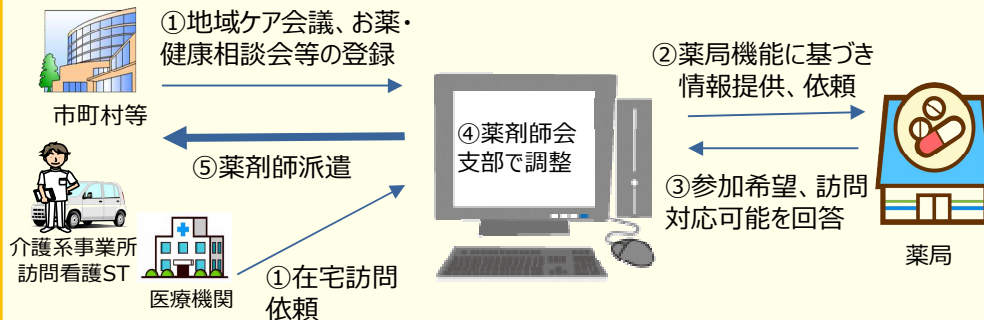 ①地域ケア会議、お薬・
健康相談会等の登録
市町村等
⑤薬剤師派遣
介護系事業所
訪問看護ST
医療機関
①在宅訪問
依頼
④薬剤師会
支部で調整
②薬局機能に基づき
情報提供、依頼
③参加希望、訪問
対応可能を回答
薬局